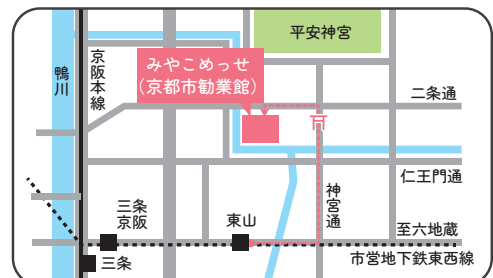 平安神宮
みやこめっせ
(京都市勧業館)
鴨川
京阪本線
二条通
仁王門通
神宮通
三条
京阪
東山
至六地蔵
市営地下鉄東西線
三条